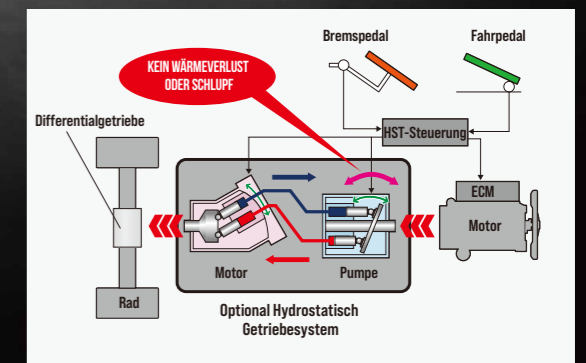 Bremspedal
Fahrpedal
KEIN WÄRMEVERLUST
ODER SCHLUPF
Differentialgetriebe
HST-Steuerung
ECM
Motor
Motor
Pumpe
Rad
Optional Hydrostatisch
Getriebesystem